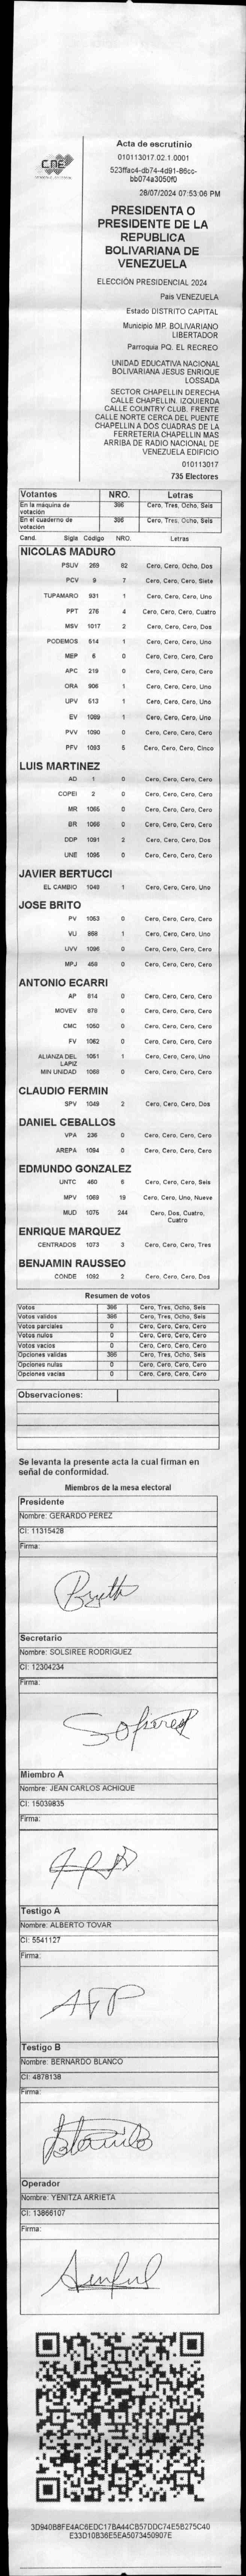 CNE
Acta de escrutinio
010113017.02.1.0001
523ffac4-db74-4d91-86cc-
bb074a3050f0
28/07/2024 07:53:06 PM
PRESIDENTA O
PRESIDENTE DE LA
REPUBLICA
BOLIVARIANA DE
VENEZUELA
ELECCIÓN PRESIDENCIAL 2024
País VENEZUELA
Estado DISTRITO CAPITAL
Municipio MP. BOLIVARIANO
LIBERTADOR
Parroquia PQ. EL RECREO
UNIDAD EDUCATIVA NACIONAL
BOLIVARIANA JESUS ENRIQUE
LOSSADA
SECTOR CHAPELLIN DERECHA
CALLE CHAPELLIN. IZQUIERDA
CALLE COUNTRY CLUB. FRENTE
CALLE NORTE CERCA DEL PUENTE
CHAPELLIN A DOS CUADRAS DE LA
FERRETERIA CHAPELLIN MAS
ARRIBA DE RADIO NACIONAL DE
VENEZUELA EDIFICIO
010113017
735 Electores
Votantes NRO. Letras
En la máquina de votación 386 Cero, Tres, Ocho, Seis
En el cuaderno de votación 386 Cero, Tres, Ocho, Seis
Cand. Sigla Código NRO. Letras
NICOLAS MADURO
PSUV 269 82 Cero, Cero, Ocho, Dos
PCV 9 7 Cero, Cero, Cero, Siete
TUPAMARO 931 1 Cero, Cero, Cero, Uno
PPT 276 4 Cero, Cero, Cero, Cuatro
MSV 1017 2 Cero, Cero, Cero, Dos
PODEMOS 514 1 Cero, Cero, Cero, Uno
MEP 5 0 Cero, Cero, Cero, Cero
APC 219 0 Cero, Cero, Cero, Cero
ORA 906 1 Cero, Cero, Cero, Uno
UPV 513 1 Cero, Cero, Cero, Uno
EV 1089 1 Cero, Cero, Cero, Uno
PVV 1090 0 Cero, Cero, Cero, Cero
PFV 1093 5 Cero, Cero, Cero, Cinco
LUIS MARTINEZ
AD 1 0 Cero, Cero, Cero, Cero
COPEI 2 0 Cero, Cero, Cero, Cero
MR 1065 0 Cero, Cero, Cero, Cero
BR 1066 0 Cero, Cero, Cero, Cero
DDP 1091 2 Cero, Cero, Cero, Dos
UNE 1095 0 Cero, Cero, Cero, Cero
JAVIER BERTUCCI
EL CAMBIO 1048 1 Cero, Cero, Cero, Uno
JOSE BRITO
PV 1053 0 Cero, Cero, Cero, Cero
VU 868 1 Cero, Cero, Cero, Uno
UVV 1096 0 Cero, Cero, Cero, Cero
MPJ 458 0 Cero, Cero, Cero, Cero
ANTONIO ECARRI
AP 814 0 Cero, Cero, Cero, Cero
MOVEV 878 0 Cero, Cero, Cero, Cero
CMC 1050 0 Cero, Cero, Cero, Cero
FV 1062 0 Cero, Cero, Cero, Cero
ALIANZA DEL LAPIZ 1051 1 Cero, Cero, Cero, Uno
MIN UNIDAD 1068 0 Cero, Cero, Cero, Cero
CLAUDIO FERMIN
SPV 1049 2 Cero, Cero, Cero, Dos
DANIEL CEBALLOS
VPA 236 0 Cero, Cero, Cero, Cero
AREPA 1094 0 Cero, Cero, Cero, Cero
EDMUNDO GONZALEZ
UNTC 460 6 Cero, Cero, Cero, Seis
MPV 1069 19 Cero, Cero, Uno, Nueve
MUD 1075 244 Cero, Dos, Cuatro, Cuatro
ENRIQUE MARQUEZ
CENTRADOS 1073 3 Cero, Cero, Cero, Tres
BENJAMIN RAUSSEO
CONDE 1092 2 Cero, Cero, Cero, Dos
Resumen de votos
Votos 386 Cero, Tres, Ocho, Seis
Votos validos 386 Cero, Tres, Ocho, Seis
Votos parciales 0 Cero, Cero, Cero, Cero
Votos nulos 0 Cero, Cero, Cero, Cero
Votos vacios 0 Cero, Cero, Cero, Cero
Opciones validas 386 Cero, Tres, Ocho, Seis
Opciones nulas 0 Cero, Cero, Cero, Cero
Opciones vacias 0 Cero, Cero, Cero, Cero
Observaciones:
Se levanta la presente acta la cual firman en
señal de conformidad.
Miembros de la mesa electoral
Presidente
Nombre: GERARDO PEREZ
CI: 11315428
Firma:
Secretario
Nombre: SOLSIREE RODRIGUEZ
CI: 12304234
Firma:
Miembro A
Nombre: JEAN CARLOS ACHIQUE
CI: 15039835
Firma:
Testigo A
Nombre: ALBERTO TOVAR
CI: 5541127
Firma:
Testigo B
Nombre: BERNARDO BLANCO
CI: 4878138
Firma:
Operador
Nombre: YENITZA ARRIETA
CI: 13866107
Firma:
3D940B8FE4AC6EDC17BA44CB57DDC74E5B275C40
E33D10B36E5EA5073450907E